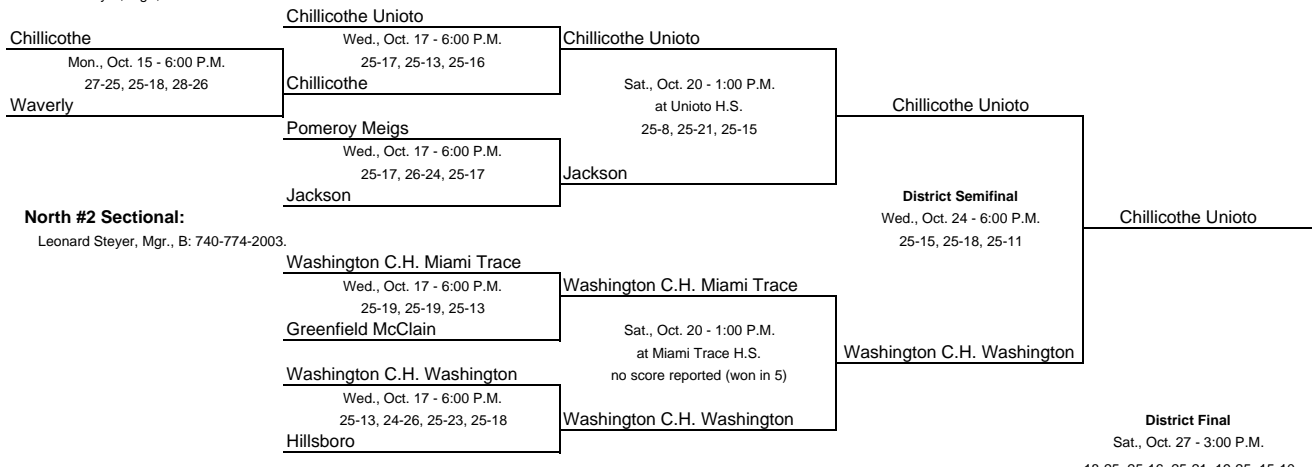 Chillicothe Unioto
Chillicothe
Wed., Oct. 17 - 6:00 P.M.
Chillicothe Unioto
Mon., Oct. 15 - 6:00 P.M.
25-17, 25-13, 25-16
27-25, 25-18, 28-26
Chillicothe
Sat., Oct. 20 - 1:00 P.M.
Waverly
at Unioto H.S.
Chillicothe Unioto
Pomeroy Meigs
25-8, 25-21, 25-15
Wed., Oct. 17 - 6:00 P.M.
25-17, 26-24, 25-17
Jackson
Jackson
District Semifinal
North #2 Sectional:
Wed., Oct. 24 - 6:00 P.M.
Chillicothe Unioto
Leonard Steyer, Mgr., B: 740-774-2003.
25-15, 25-18, 25-11
Washington C.H. Miami Trace
Wed., Oct. 17 - 6:00 P.M.
Washington C.H. Miami Trace
25-19, 25-19, 25-13
Greenfield McClain
Sat., Oct. 20 - 1:00 P.M.
at Miami Trace H.S.
Washington C.H. Washington
Washington C.H. Washington
no score reported (won in 5)
Wed., Oct. 17 - 6:00 P.M.
25-13, 24-26, 25-23, 25-18
Washington C.H. Washington
District Final
Hillsboro
Sat., Oct. 27 - 3:00 P.M.